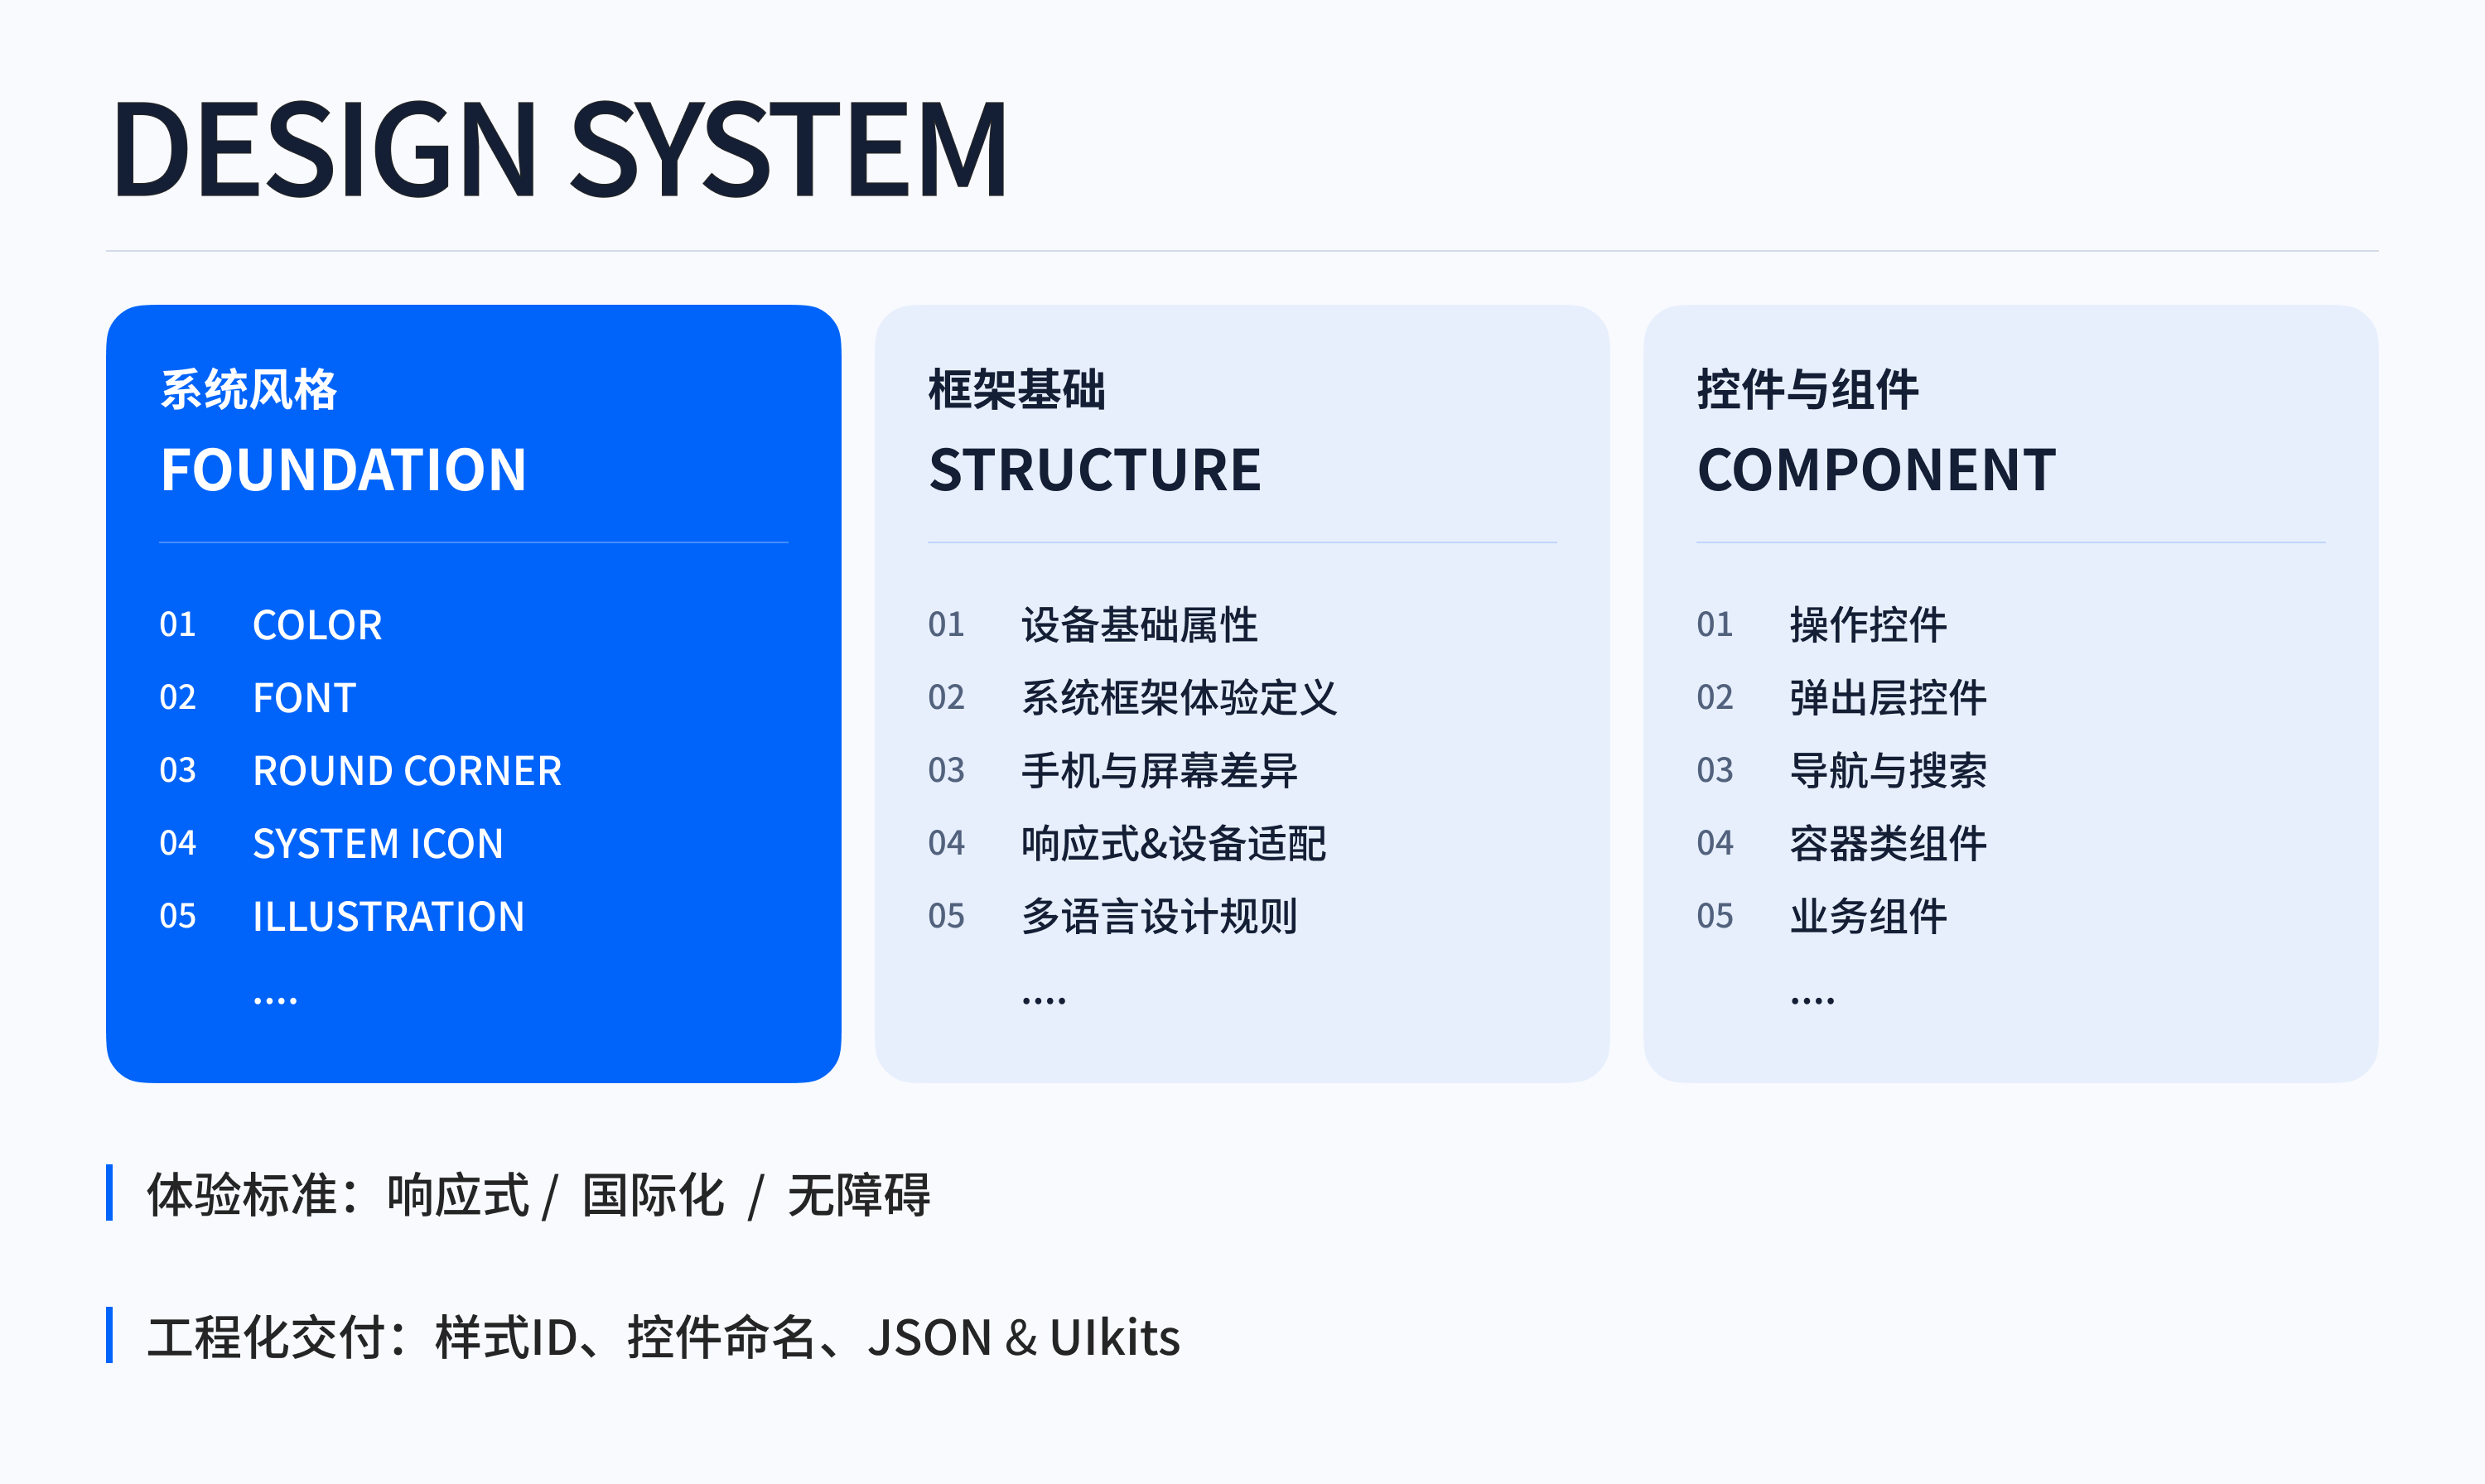 DESIGN SYSTEM
系统风格
FOUNDATION
01 COLOR
02 FONT
03 ROUND CORNER
04 SYSTEM ICON
05 ILLUSTRATION
····
框架基础
STRUCTURE
01 设备基础属性
02 系统框架体验定义
03 手机与屏幕差异
04 响应式&设备适配
05 多语言设计规则
····
控件与组件
COMPONENT
01 操作控件
02 弹出层控件
03 导航与搜索
04 容器类组件
05 业务组件
····
体验标准：响应式 / 国际化 / 无障碍
工程化交付：样式ID、控件命名、JSON＆UIkits